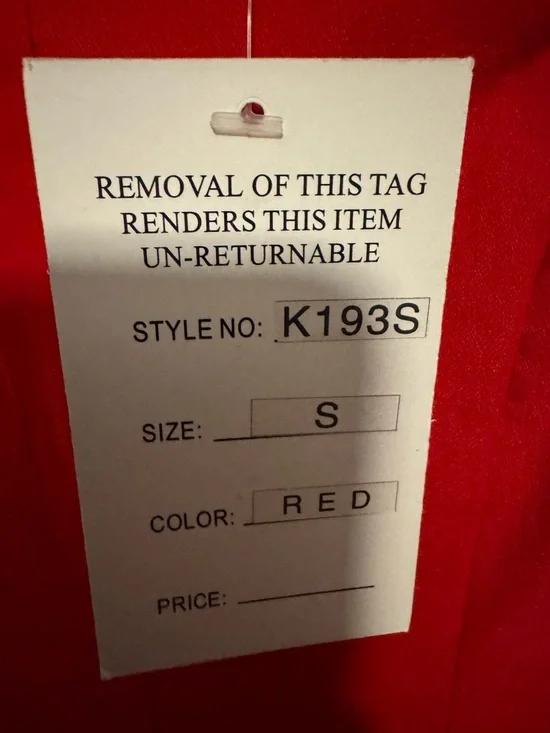 REMOVAL OF THIS TAG
RENDERS THIS ITEM
UN-RETURNABLE
STYLE NO: K193S
SIZE: S
COLOR: RED
PRICE: